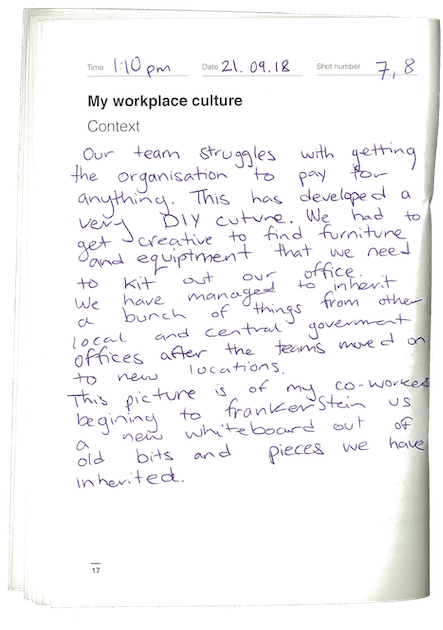 Time 1:10 pm Date 21.09.18 Shot number 7, 8
My workplace culture
Context
Our team struggles with getting
the organisation to pay for
anything. This has developed a
very DIY cuture. We had to
get creative to find furniture
and equiptment that we need
to kit out our office.
We have managed to inherit
a bunch of things from other
local and central goverment
offices after the teams moved on
to new locations.
This picture is of my co-workers
begining to frankenstein us
a new whiteboard out of
old bits and pieces we have
inherited.
17